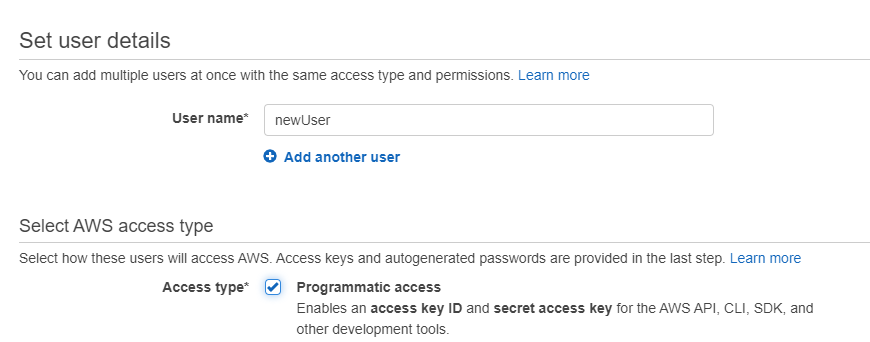 Set user details
You can add multiple users at once with the same access type and permissions. Learn more
User name* newUser
Add another user
Select AWS access type
Select how these users will access AWS. Access keys and autogenerated passwords are provided in the last step. Learn more
Access type* Programmatic access
Enables an access key ID and secret access key for the AWS API, CLI, SDK, and
other development tools.